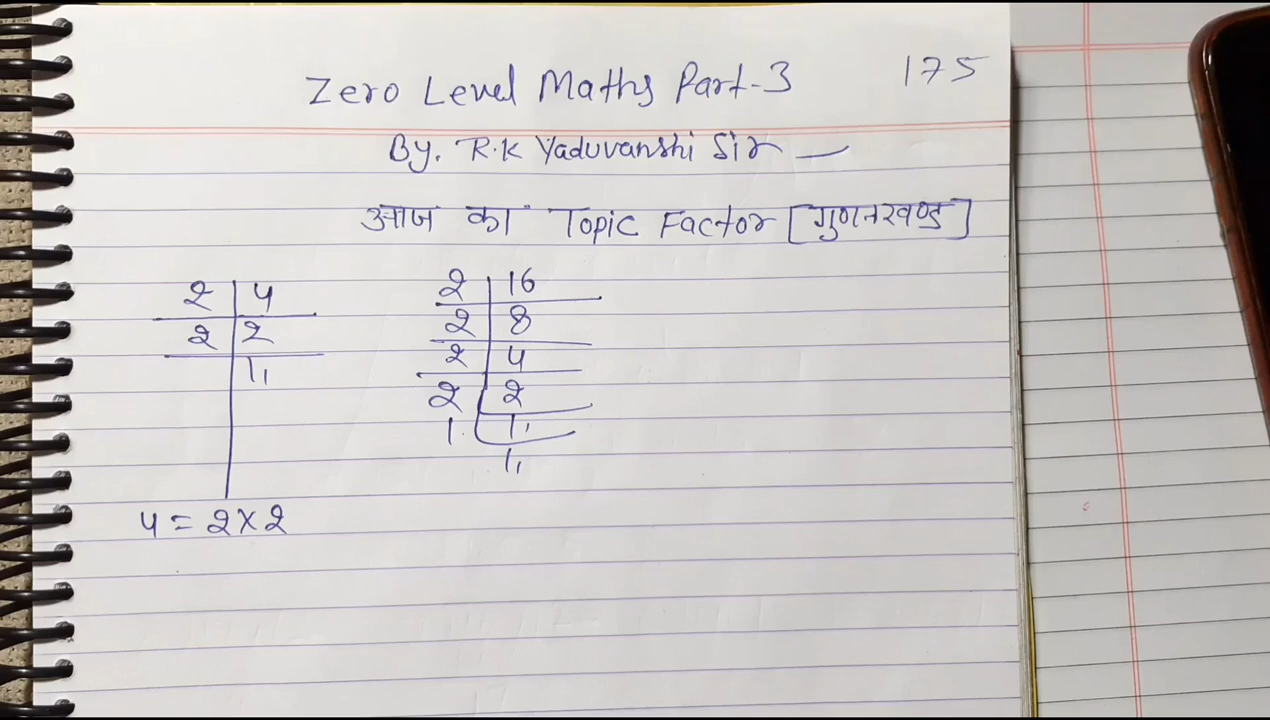 Zero Level Maths Part-3 175
By. R.K Yaduvanshi Sir —
आज का Topic Factor [गुणनखण्ड]
2 | 4
2 | 2
1,
2 | 16
2 | 8
2 | 4
2 | 2
1. | 1,
1,
4 = 2 × 2